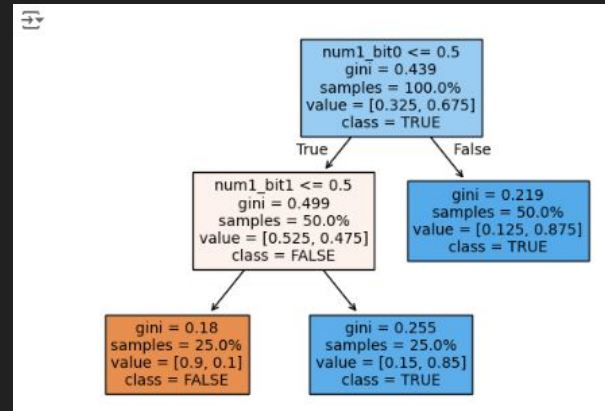 num1_bit0 <= 0.5
gini = 0.439
samples = 100.0%
value = [0.325, 0.675]
class = TRUE
True
False
num1_bit1 <= 0.5
gini = 0.499
samples = 50.0%
value = [0.525, 0.475]
class = FALSE
gini = 0.219
samples = 50.0%
value = [0.125, 0.875]
class = TRUE
gini = 0.18
samples = 25.0%
value = [0.9, 0.1]
class = FALSE
gini = 0.255
samples = 25.0%
value = [0.15, 0.85]
class = TRUE